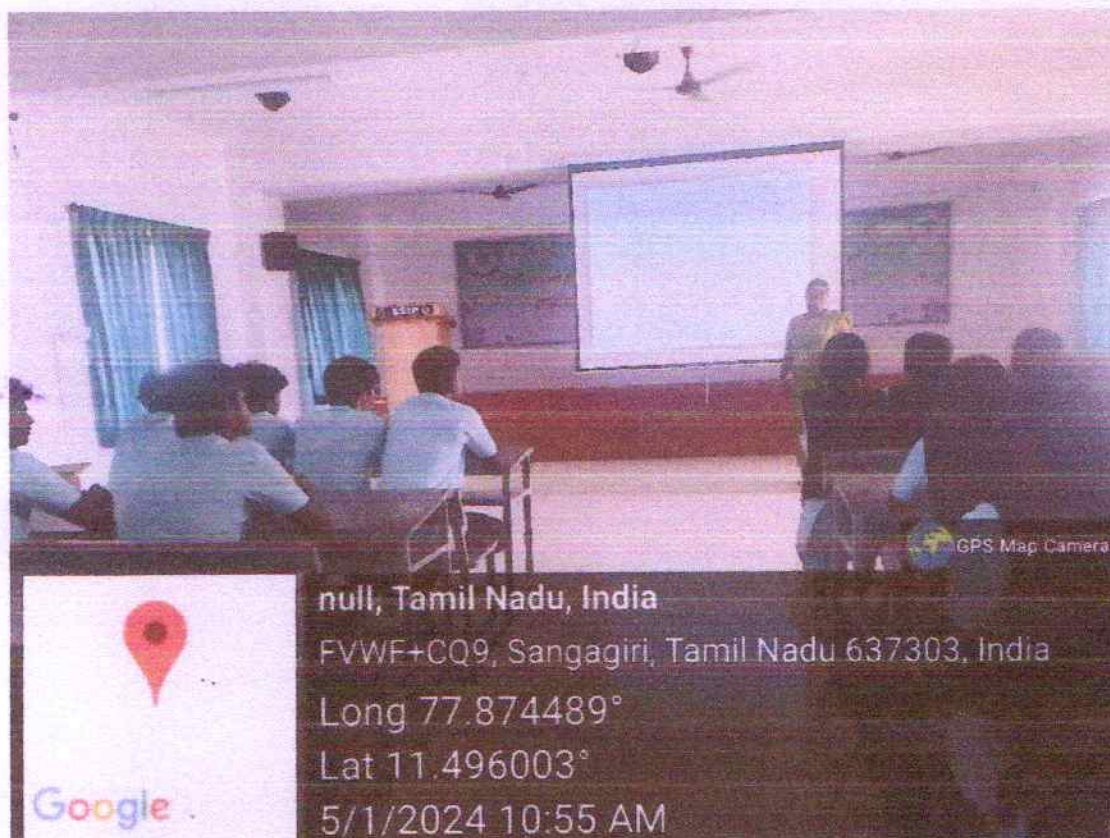 GPS Map Camera
null, Tamil Nadu, India
FVWF+CQ9, Sangagiri, Tamil Nadu 637303, India
Long 77.874489°
Lat 11.496003°
5/1/2024 10:55 AM
Google